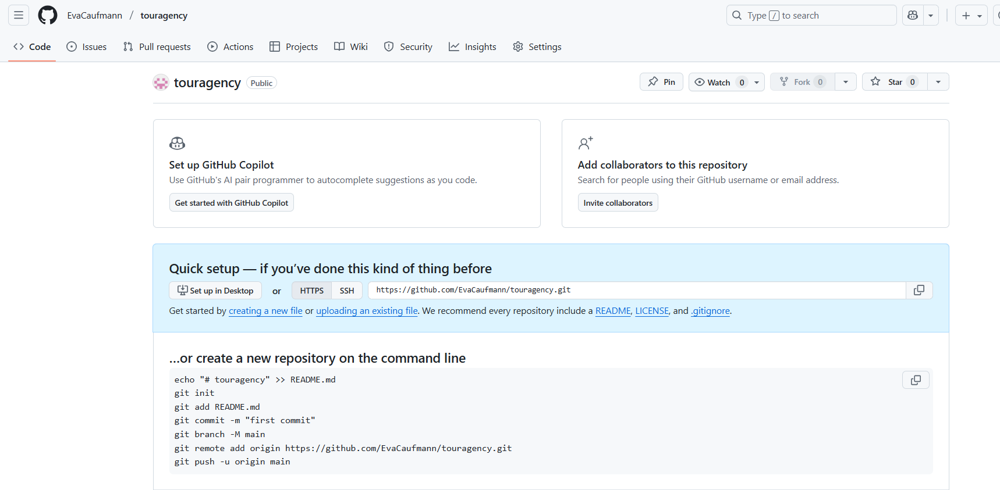 EvaCaufmann / touragency
Type / to search
Code Issues Pull requests Actions Projects Wiki Security Insights Settings
touragency Public
Pin Watch 0 Fork 0 Star 0
Set up GitHub Copilot
Use GitHub's AI pair programmer to autocomplete suggestions as you code.
Get started with GitHub Copilot
Add collaborators to this repository
Search for people using their GitHub username or email address.
Invite collaborators
Quick setup — if you’ve done this kind of thing before
Set up in Desktop or HTTPS SSH https://github.com/EvaCaufmann/touragency.git
Get started by creating a new file or uploading an existing file. We recommend every repository include a README, LICENSE, and .gitignore.
…or create a new repository on the command line
echo "# touragency" >> README.md
git init
git add README.md
git commit -m "first commit"
git branch -M main
git remote add origin https://github.com/EvaCaufmann/touragency.git
git push -u origin main